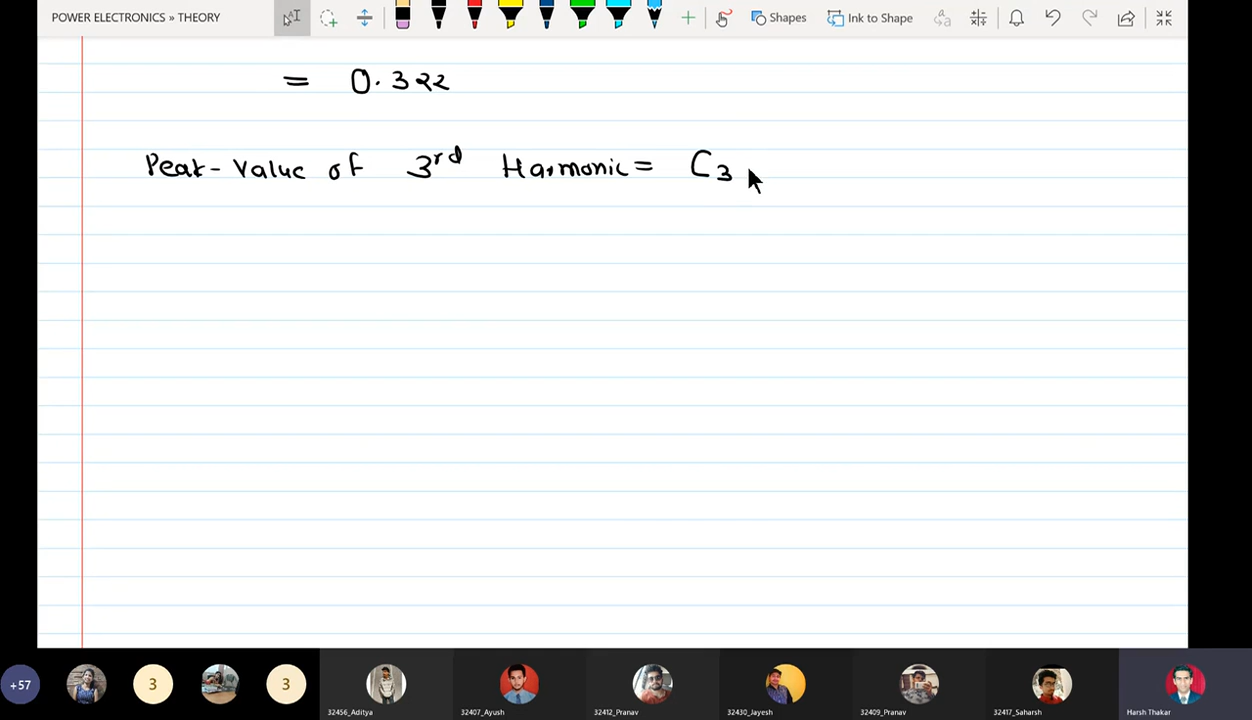 POWER ELECTRONICS » THEORY
Shapes
Ink to Shape
= 0.322
Peak-Value of 3rd Harmonic = C3
+57
3
3
32456_Aditya
32407_Ayush
32412_Pranav
32430_Jayesh
32409_Pranav
32417_Saharsh
Harsh Thakar